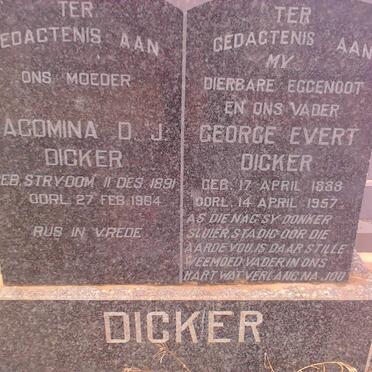 TER
GEDACTENIS AAN
ONS MOEDER
JACOMINA D. J.
DICKER
GEB. STRYDOM 11 DES. 1891
OORL. 27 FEB. 1964
RUS IN VREDE
TER
GEDACTENIS AAN
MY
DIERBARE EGGENOOT
EN ONS VADER
GEORGE EVERT
DICKER
GEB. 17 APRIL 1888
OORL. 14 APRIL 1957
AS DIE NAG SY DONKER
SLUIER, STADIG OOR DIE
AARDE VOU, IS DAAR STILLE
WEEMOED VADER IN ONS
HART WAT VERLANG NA JOU
DICKER